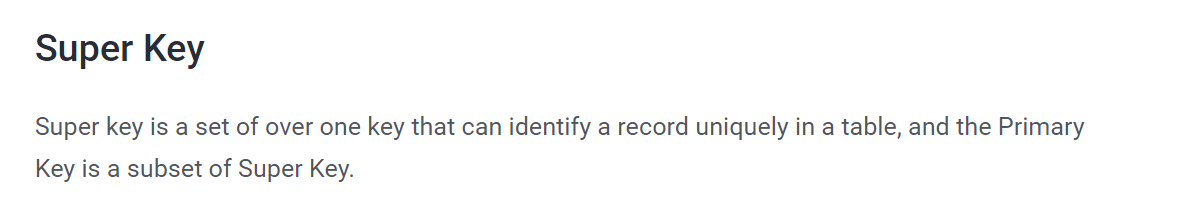 Super Key
Super key is a set of over one key that can identify a record uniquely in a table, and the Primary
Key is a subset of Super Key.